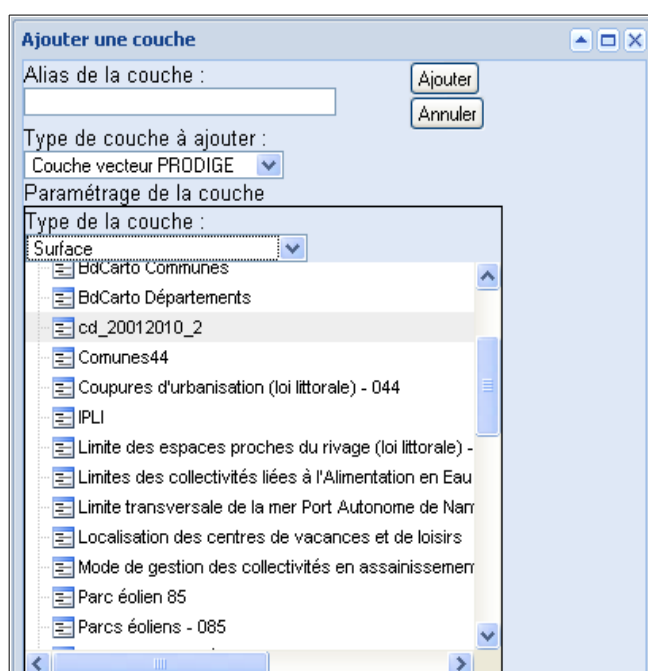 Ajouter une couche
Alias de la couche :
Ajouter
Annuler
Type de couche à ajouter :
Couche vecteur PRODIGE
Paramétrage de la couche
Type de la couche :
Surface
BdCarto Communes
BdCarto Départements
cd_20012010_2
Comunes44
Coupures d'urbanisation (loi littorale) - 044
IPLI
Limite des espaces proches du rivage (loi littorale) -
Limites des collectivités liées à l'Alimentation en Eau
Limite transversale de la mer Port Autonome de Nan
Localisation des centres de vacances et de loisirs
Mode de gestion des collectivités en assainissemen
Parc éolien 85
Parcs éoliens - 085